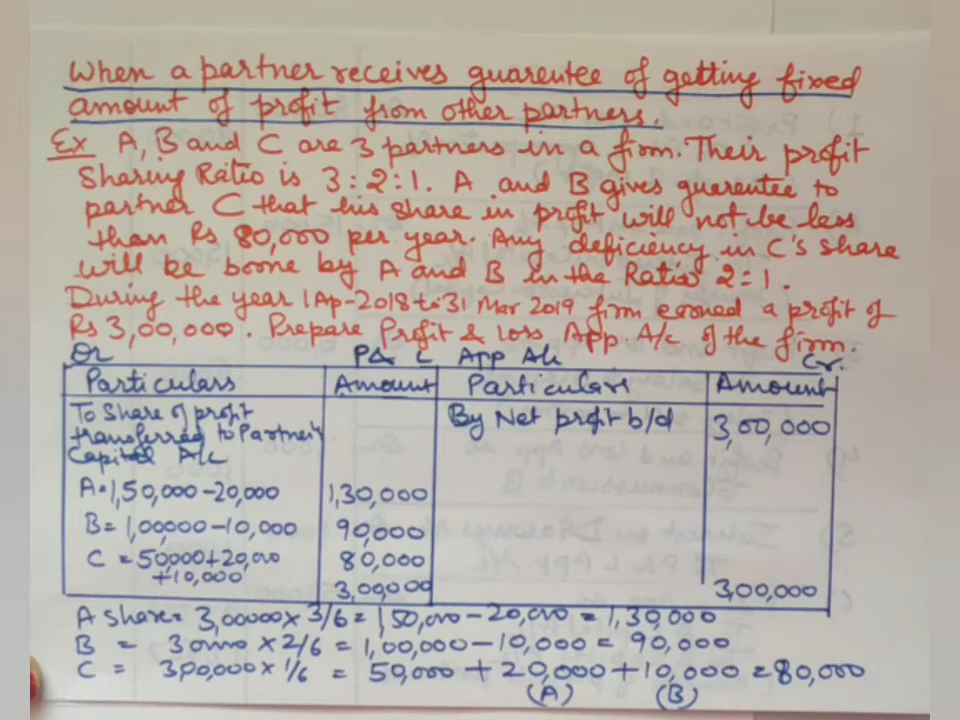 When a partner receives guarentee of getting fixed
amount of profit from other partners.
Ex A, B and C are 3 partners in a firm. Their profit
Sharing Ratio is 3:2:1. A and B gives guarentee to
partner C that his share in profit will not be less
than Rs 80,000 per year. Any deficiency in C's share
will be borne by A and B in the Ratio 2:1.
During the year 1 Ap-2018 to 31 Mar 2019 firm earned a profit of
Rs 3,00,000. Prepare Profit & loss App. A/c of the firm.
Dr P& L App A/c Cr.
Particulars Amount Particulars Amount
To Share of profit By Net profit b/d 3,00,000
transferred to Partner's
Capital A/c
A = 1,50,000-20,000 1,30,000
B = 1,00000-10,000 90,000
C = 50,000+20,000 80,000
+10,000
3,00,000 3,00,000
A share = 3,00000 x 3/6 = 1,50,000 - 20,000 = 1,30,000
B = 30000 x 2/6 = 1,00,000 - 10,000 = 90,000
C = 300,000 x 1/6 = 50,000 + 20,000 + 10,000 = 80,000
(A) (B)